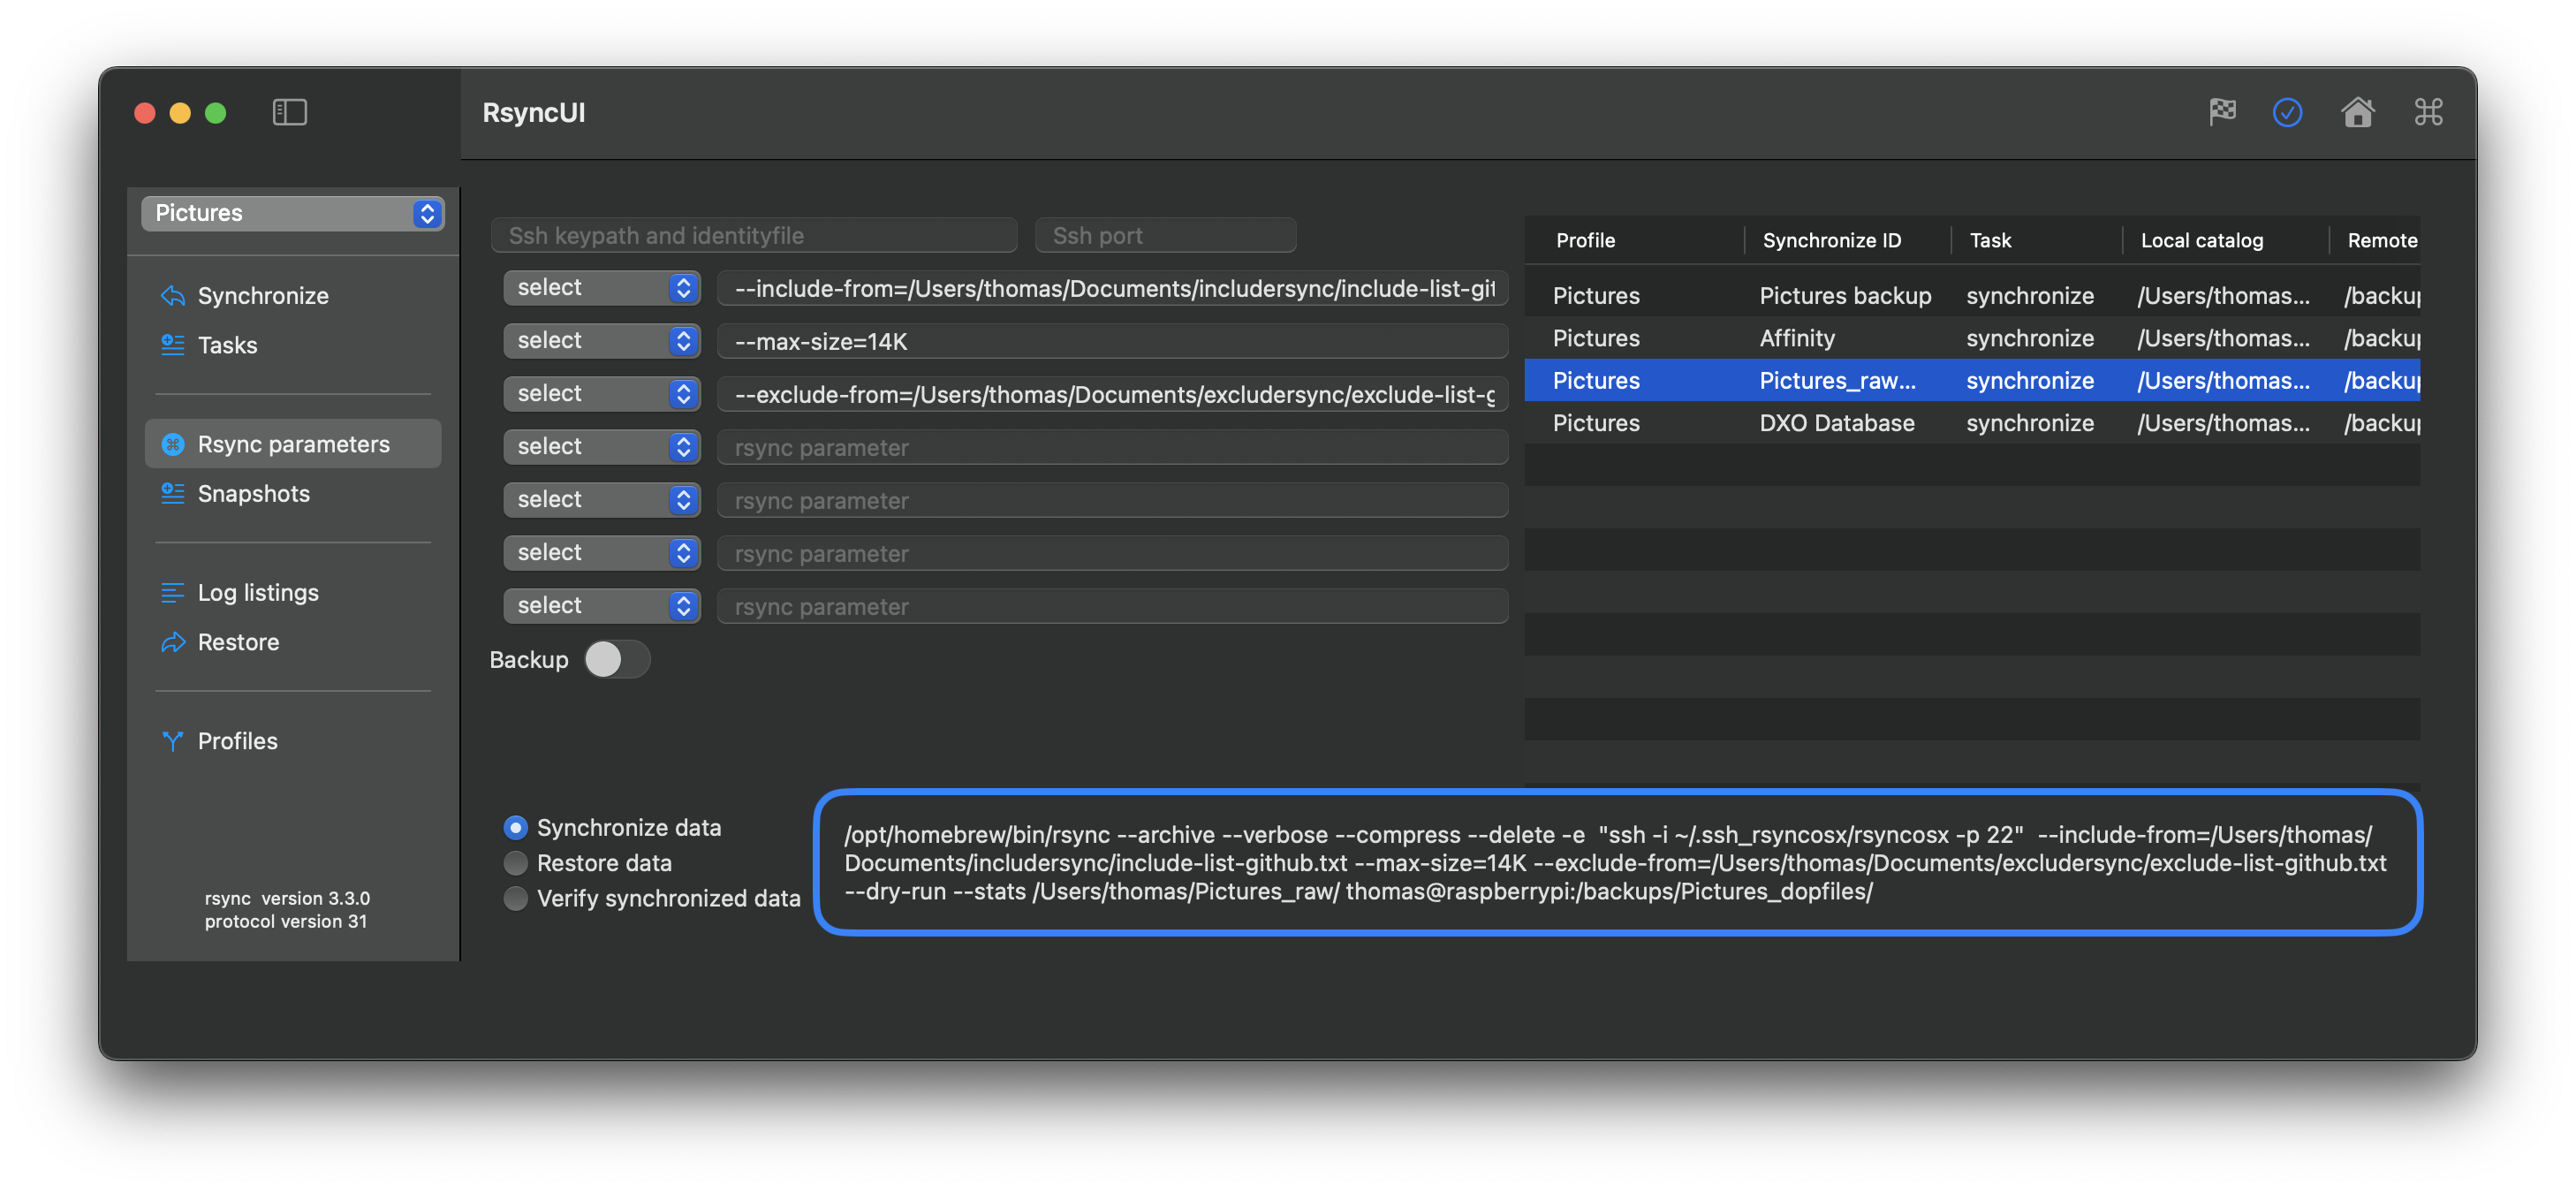 RsyncUI
Pictures
Synchronize
Tasks
Rsync parameters
Snapshots
Log listings
Restore
Profiles
rsync  version 3.3.0
protocol version 31
Ssh keypath and identityfile
Ssh port
select
--include-from=/Users/thomas/Documents/includersync/include-list-git
select
--max-size=14K
select
--exclude-from=/Users/thomas/Documents/excludersync/exclude-list-g
select
rsync parameter
select
rsync parameter
select
rsync parameter
select
rsync parameter
Backup
Profile Synchronize ID Task Local catalog Remote
Pictures Pictures backup synchronize /Users/thomas... /backup
Pictures Affinity synchronize /Users/thomas... /backup
Pictures Pictures_raw... synchronize /Users/thomas... /backup
Pictures DXO Database synchronize /Users/thomas... /backup
Synchronize data
Restore data
Verify synchronized data
/opt/homebrew/bin/rsync --archive --verbose --compress --delete -e  "ssh -i ~/.ssh_rsyncosx/rsyncosx -p 22"  --include-from=/Users/thomas/
Documents/includersync/include-list-github.txt --max-size=14K --exclude-from=/Users/thomas/Documents/excludersync/exclude-list-github.txt
--dry-run --stats /Users/thomas/Pictures_raw/ thomas@raspberrypi:/backups/Pictures_dopfiles/